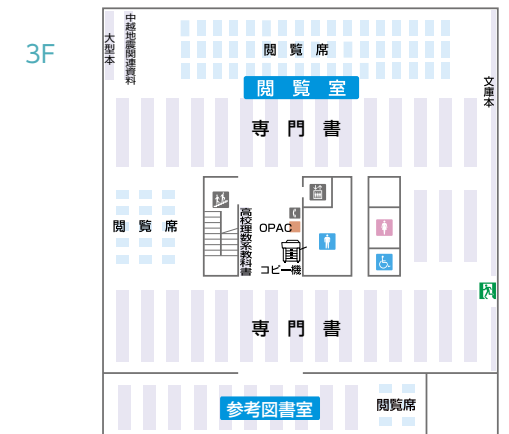 3F
大型本
中越地震関連資料
閲覧席
閲覧室
文庫本
専門書
閲覧席
高校理数系教科書
OPAC
コピー機
専門書
参考図書室
閲覧席